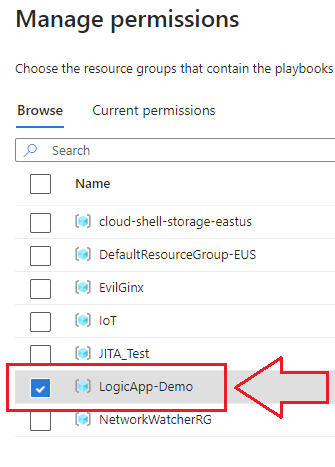 Manage permissions
Choose the resource groups that contain the playbooks
Browse Current permissions
Search
Name
cloud-shell-storage-eastus
DefaultResourceGroup-EUS
EvilGinx
IoT
JITA_Test
LogicApp-Demo
NetworkWatcherRG